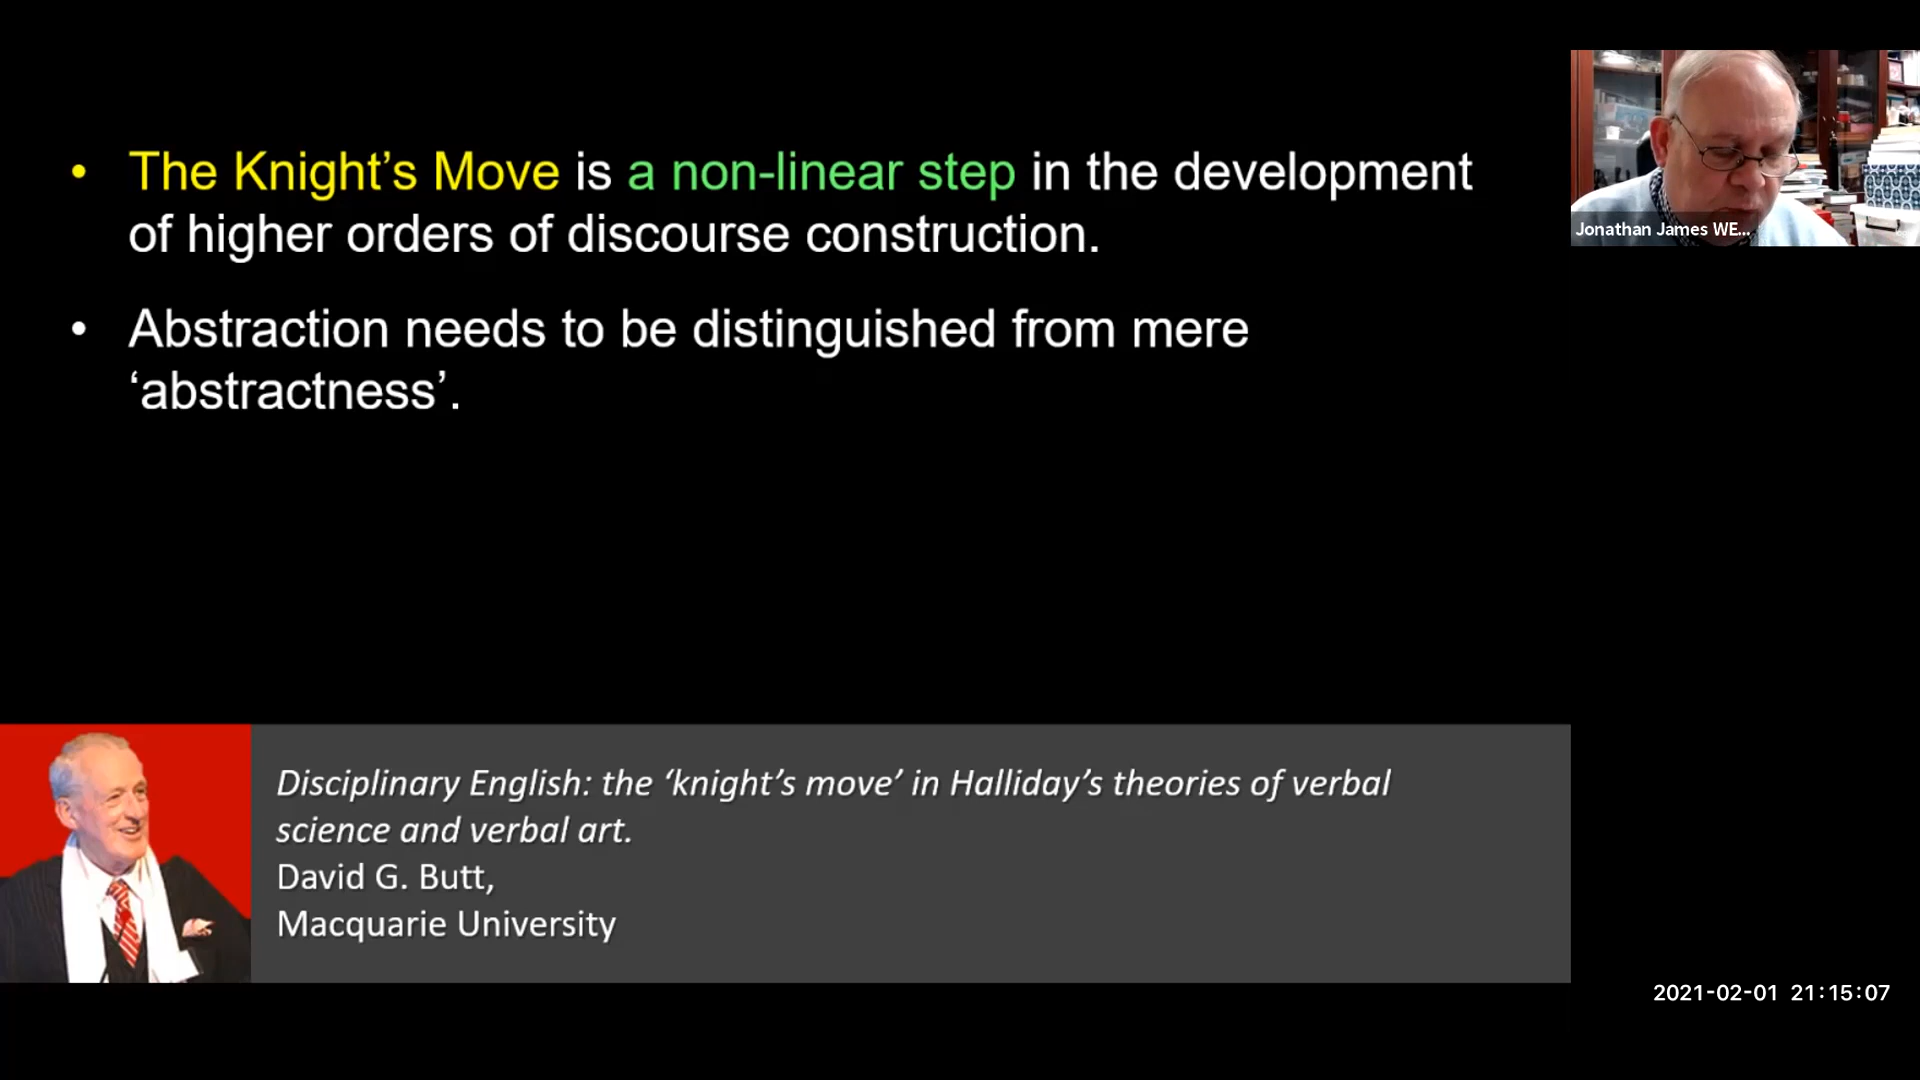 • The Knight’s Move is a non-linear step in the development
of higher orders of discourse construction.
• Abstraction needs to be distinguished from mere
‘abstractness’.
Jonathan James WE...
Disciplinary English: the ‘knight’s move’ in Halliday’s theories of verbal
science and verbal art.
David G. Butt,
Macquarie University
2021-02-01 21:15:07